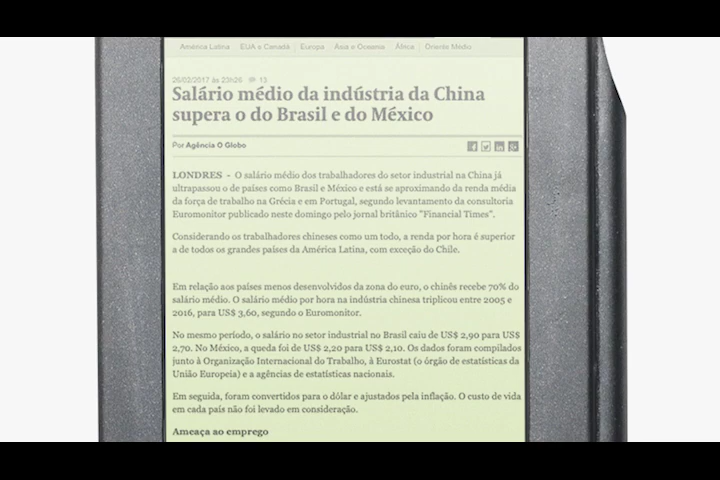 América Latina EUA e Canadá Europa Ásia e Oceania África Oriente Médio
26/02/2017 às 23h26 13
Salário médio da indústria da China
supera o do Brasil e do México
Por Agência O Globo
LONDRES - O salário médio dos trabalhadores do setor industrial na China já
ultrapassou o de países como Brasil e México e está se aproximando da renda média
da força de trabalho na Grécia e em Portugal, segundo levantamento da consultoria
Euromonitor publicado neste domingo pelo jornal britânico "Financial Times".
Considerando os trabalhadores chineses como um todo, a renda por hora é superior
a de todos os grandes países da América Latina, com exceção do Chile.
Em relação aos países menos desenvolvidos da zona do euro, o chinês recebe 70% do
salário médio. O salário médio por hora na indústria chinesa triplicou entre 2005 e
2016, para US$ 3,60, segundo o Euromonitor.
No mesmo período, o salário no setor industrial no Brasil caiu de US$ 2,90 para US$
2,70. No México, a queda foi de US$ 2,20 para US$ 2,10. Os dados foram compilados
junto à Organização Internacional do Trabalho, à Eurostat (o órgão de estatísticas da
União Europeia) e a agências de estatísticas nacionais.
Em seguida, foram convertidos para o dólar e ajustados pela inflação. O custo de vida
em cada país não foi levado em consideração.
Ameaça ao emprego